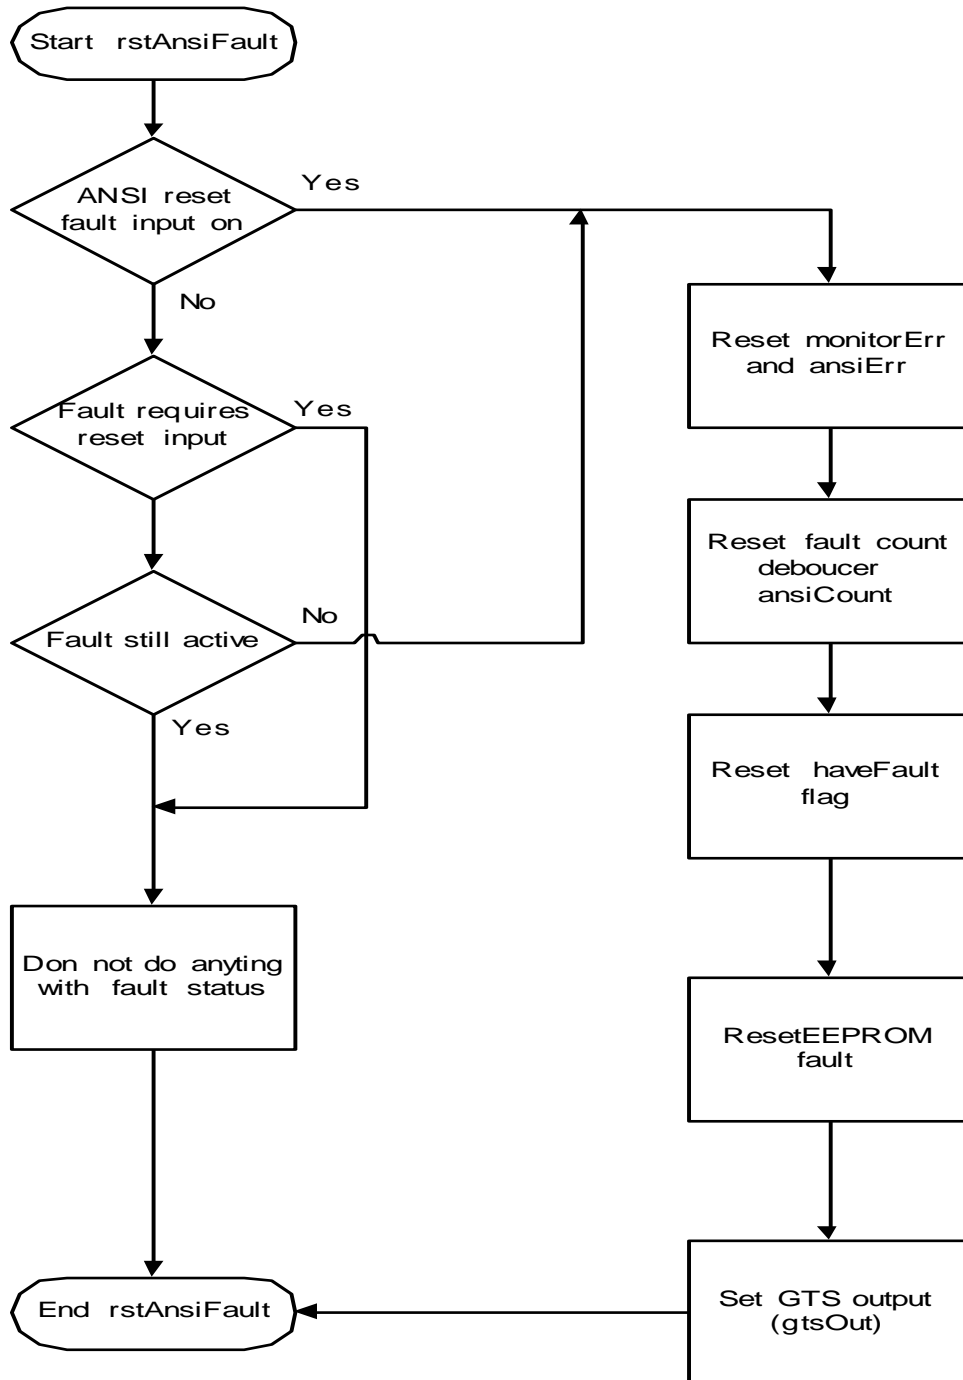 Start rstAnsiFault
ANSI reset
fault input on
Yes
No
Fault requires
reset input
Yes
Fault still active
No
Yes
Don not do anyting
with fault status
End rstAnsiFault
Reset monitorErr
and ansiErr
Reset fault count
deboucer
ansiCount
Reset haveFault
flag
ResetEEPROM
fault
Set GTS output
(gtsOut)